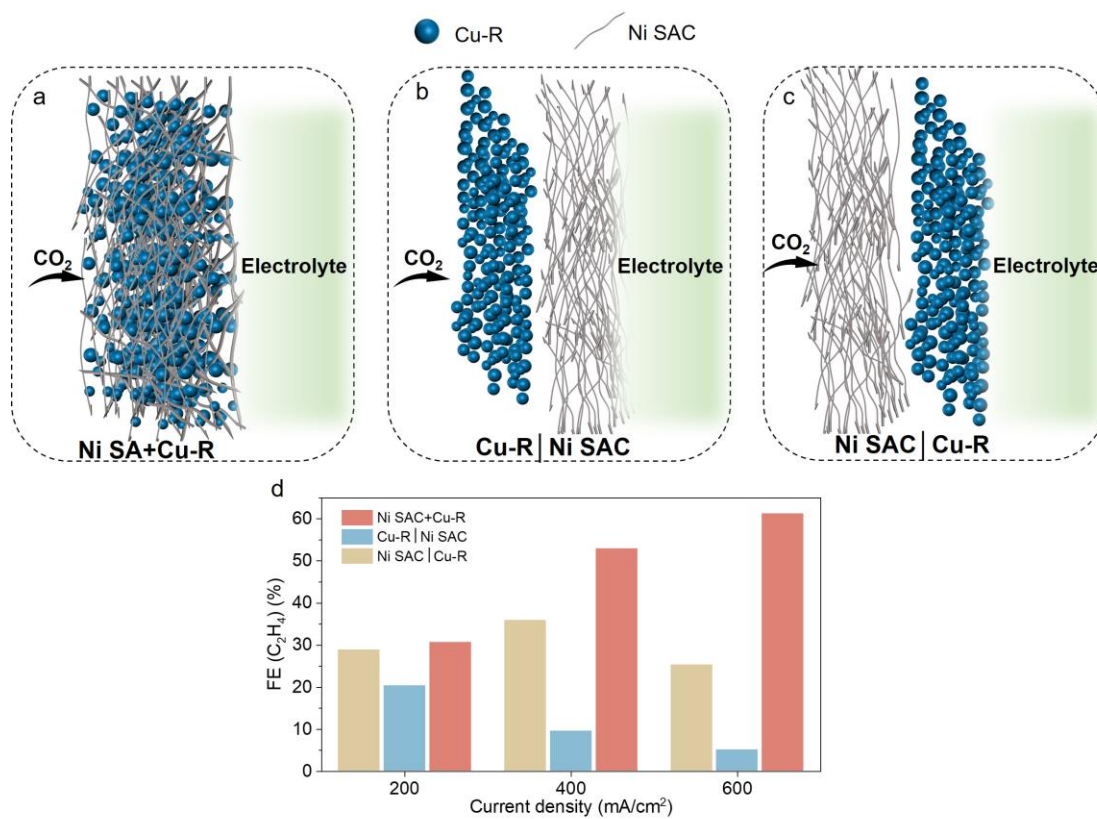 Cu-R
Ni SAC
a
CO₂
Electrolyte
Ni SA+Cu-R
b
CO₂
Electrolyte
Cu-R | Ni SAC
c
CO₂
Electrolyte
Ni SAC | Cu-R
d
FE (C₂H₄) (%)
60
50
40
30
20
10
0
Ni SAC+Cu-R
Cu-R | Ni SAC
Ni SAC | Cu-R
200
400
600
Current density (mA/cm²)